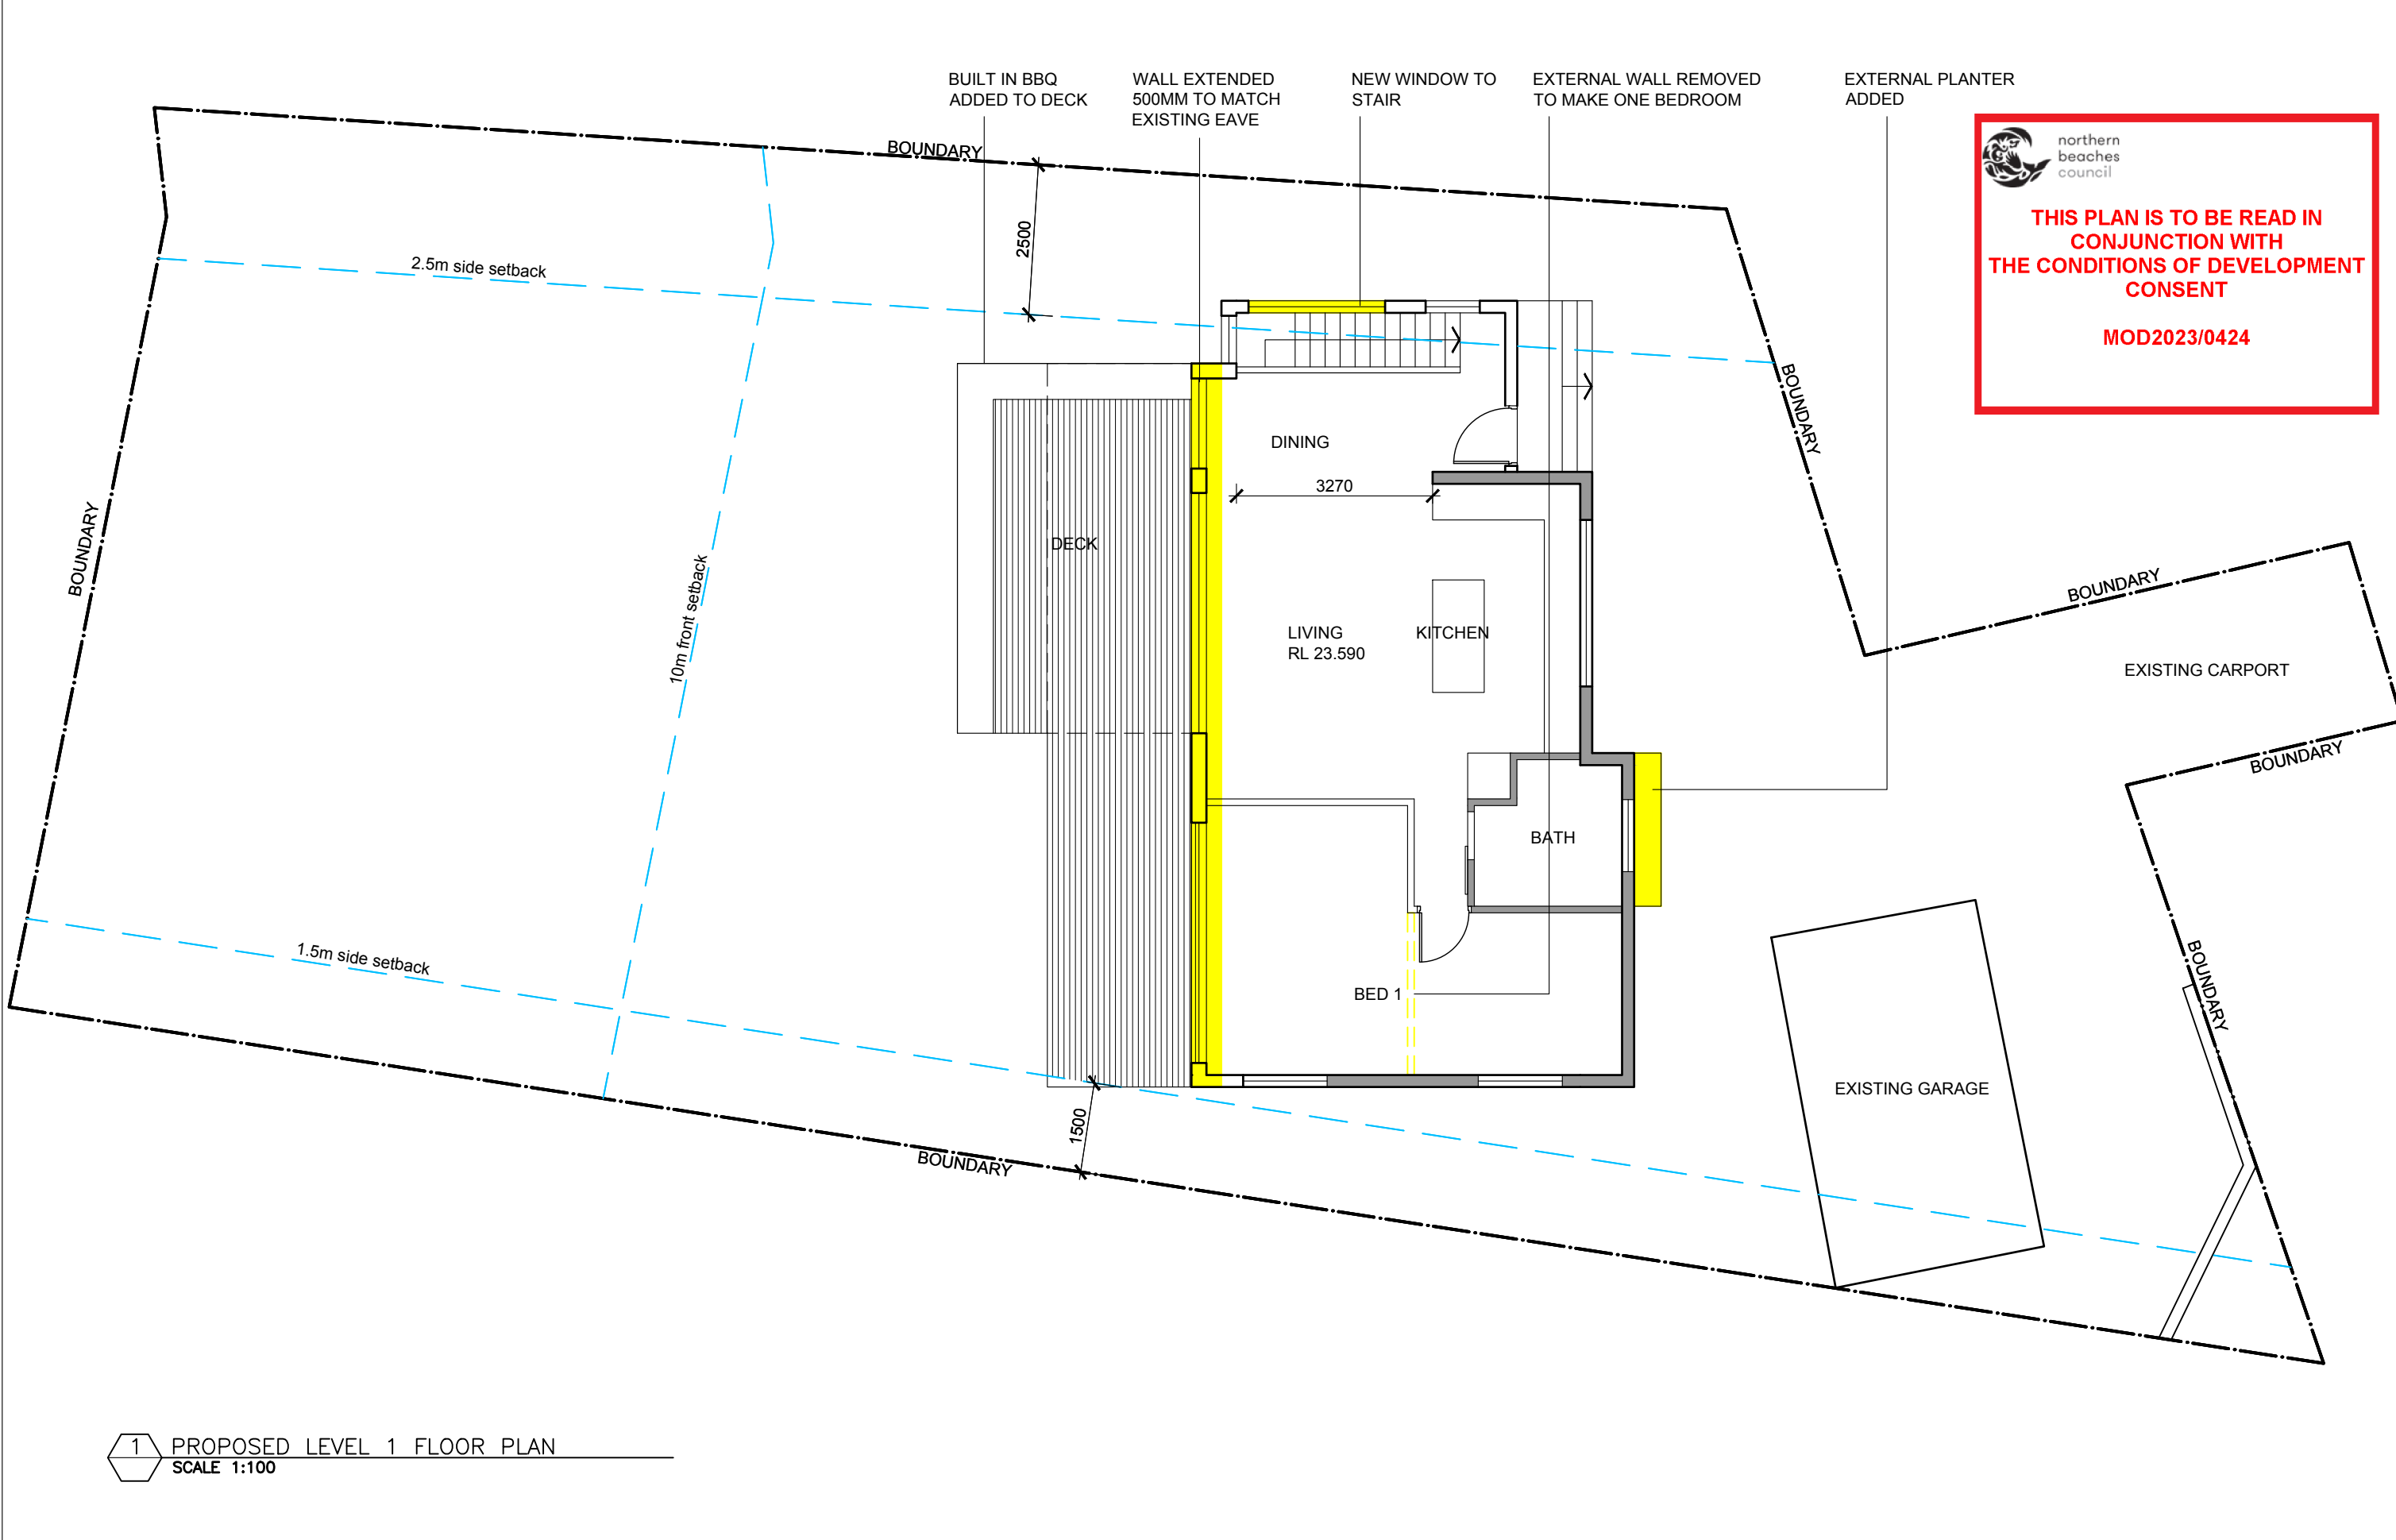 BUILT IN BBQ
ADDED TO DECK
WALL EXTENDED
500MM TO MATCH
EXISTING EAVE
NEW WINDOW TO
STAIR
EXTERNAL WALL REMOVED
TO MAKE ONE BEDROOM
EXTERNAL PLANTER
ADDED
northern
beaches
council
THIS PLAN IS TO BE READ IN
CONJUNCTION WITH
THE CONDITIONS OF DEVELOPMENT
CONSENT
MOD2023/0424
BOUNDARY
2500
2.5m side setback
BOUNDARY
DINING
3270
BOUNDARY
DECK
10m front setback
BOUNDARY
LIVING
RL 23.590
KITCHEN
EXISTING CARPORT
BOUNDARY
BATH
1.5m side setback
BED 1
BOUNDARY
EXISTING GARAGE
1500
BOUNDARY
1
PROPOSED LEVEL 1 FLOOR PLAN
SCALE 1:100